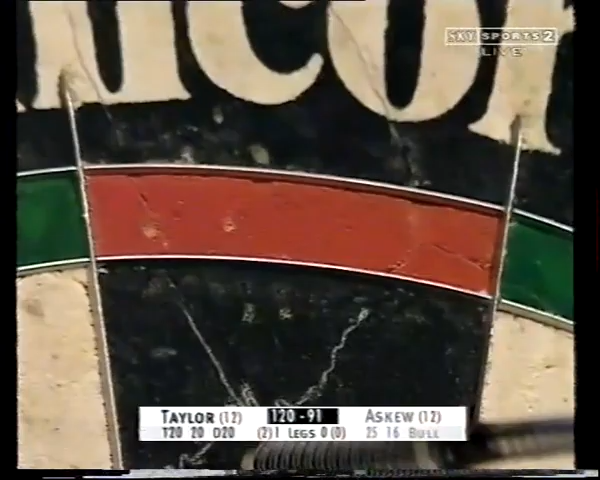 SKY SPORTS 2
LIVE
TAYLOR (12) 120 - 91 ASKEW (12)
T20 20 D20 (2) 1 LEGS 0 (0) 25 16 BULL